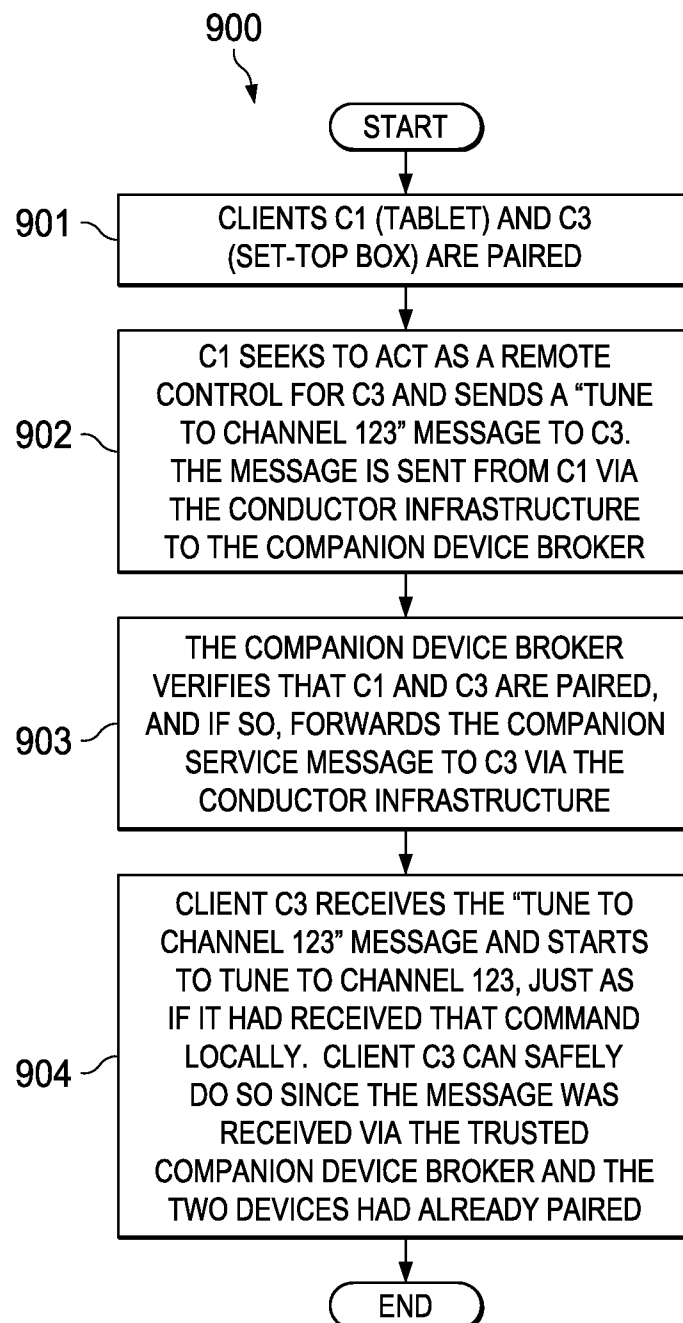 900
START
901
CLIENTS C1 (TABLET) AND C3
(SET-TOP BOX) ARE PAIRED
902
C1 SEEKS TO ACT AS A REMOTE
CONTROL FOR C3 AND SENDS A “TUNE
TO CHANNEL 123” MESSAGE TO C3.
THE MESSAGE IS SENT FROM C1 VIA
THE CONDUCTOR INFRASTRUCTURE
TO THE COMPANION DEVICE BROKER
903
THE COMPANION DEVICE BROKER
VERIFIES THAT C1 AND C3 ARE PAIRED,
AND IF SO, FORWARDS THE COMPANION
SERVICE MESSAGE TO C3 VIA THE
CONDUCTOR INFRASTRUCTURE
904
CLIENT C3 RECEIVES THE “TUNE TO
CHANNEL 123” MESSAGE AND STARTS
TO TUNE TO CHANNEL 123, JUST AS
IF IT HAD RECEIVED THAT COMMAND
LOCALLY. CLIENT C3 CAN SAFELY
DO SO SINCE THE MESSAGE WAS
RECEIVED VIA THE TRUSTED
COMPANION DEVICE BROKER AND THE
TWO DEVICES HAD ALREADY PAIRED
END